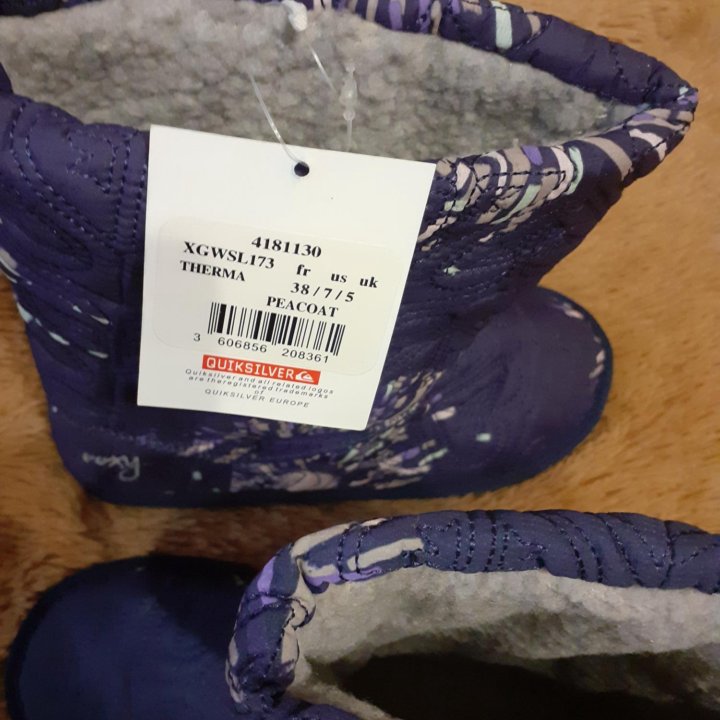 4181130
XGWSL173 fr us uk
THERMA 38 / 7 / 5
PEACOAT
3 606856 208361
QUIKSILVER
Quiksilver and all related logos
are the registered trademarks
of
QUIKSILVER EUROPE
Roxy